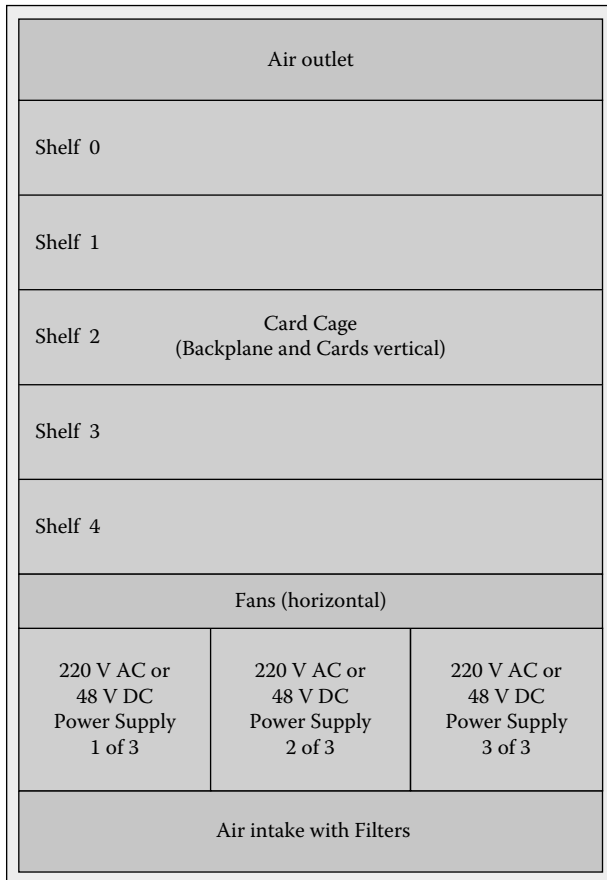 Air outlet
Shelf 0
Shelf 1
Shelf 2
Card Cage
(Backplane and Cards vertical)
Shelf 3
Shelf 4
Fans (horizontal)
220 V AC or
48 V DC
Power Supply
1 of 3
220 V AC or
48 V DC
Power Supply
2 of 3
220 V AC or
48 V DC
Power Supply
3 of 3
Air intake with Filters